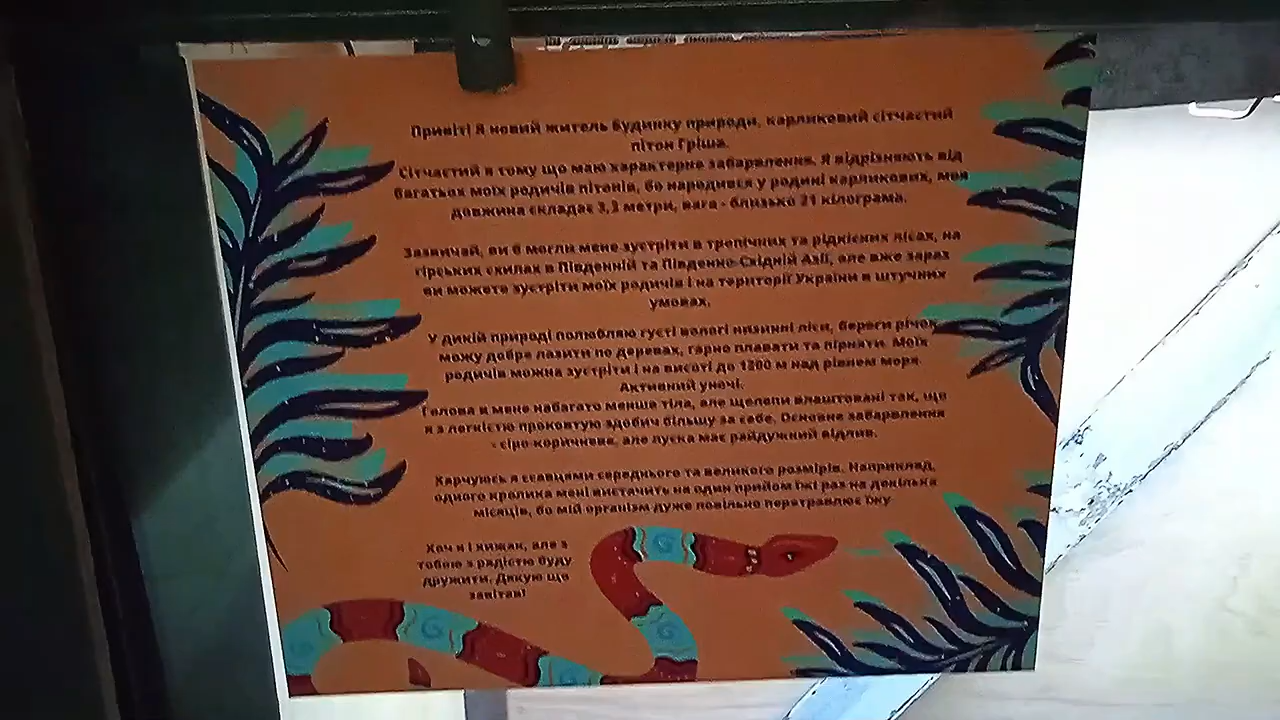 Привіт! Я новий житель Будинку природи, карликовий сітчастий
пітон Гріша.
Сітчастий я тому що маю характерне забарвлення. Я відрізняюсь від
багатьох моїх родичів пітонів, бо народився у родині карликових, моя
довжина складає 3,3 метри, вага - близько 21 кілограма.
Зазвичай, ви б могли мене зустріти в тропічних та рідкісних лісах, на
гірських схилах в Південній та Південно-Східній Азії, але вже зараз
ви можете зустріти моїх родичів і на території України в штучних
умовах.
У дикій природі полюбляю густі вологі низинні ліси, береги річок,
можу добре лазити по деревах, гарно плавати та пірнати. Моїх
родичів можна зустріти і на висоті до 1200 м над рівнем моря.
Активний уночі.
Голова в мене набагато менше тіла, але щелепи влаштовані так, що
я з легкістю проковтую здобич більшу за себе. Основне забарвлення
- сіро-коричневе, але луска має райдужний відлив.
Харчуюсь я ссавцями середнього та великого розмірів. Наприклад,
одного кролика мені вистачить на один прийом їжі раз на декілька
місяців, бо мій організм дуже повільно перетравлює їжу
Хоч я і хижак, але з
тобою з радістю буду
дружити. Дякую що
завітав!